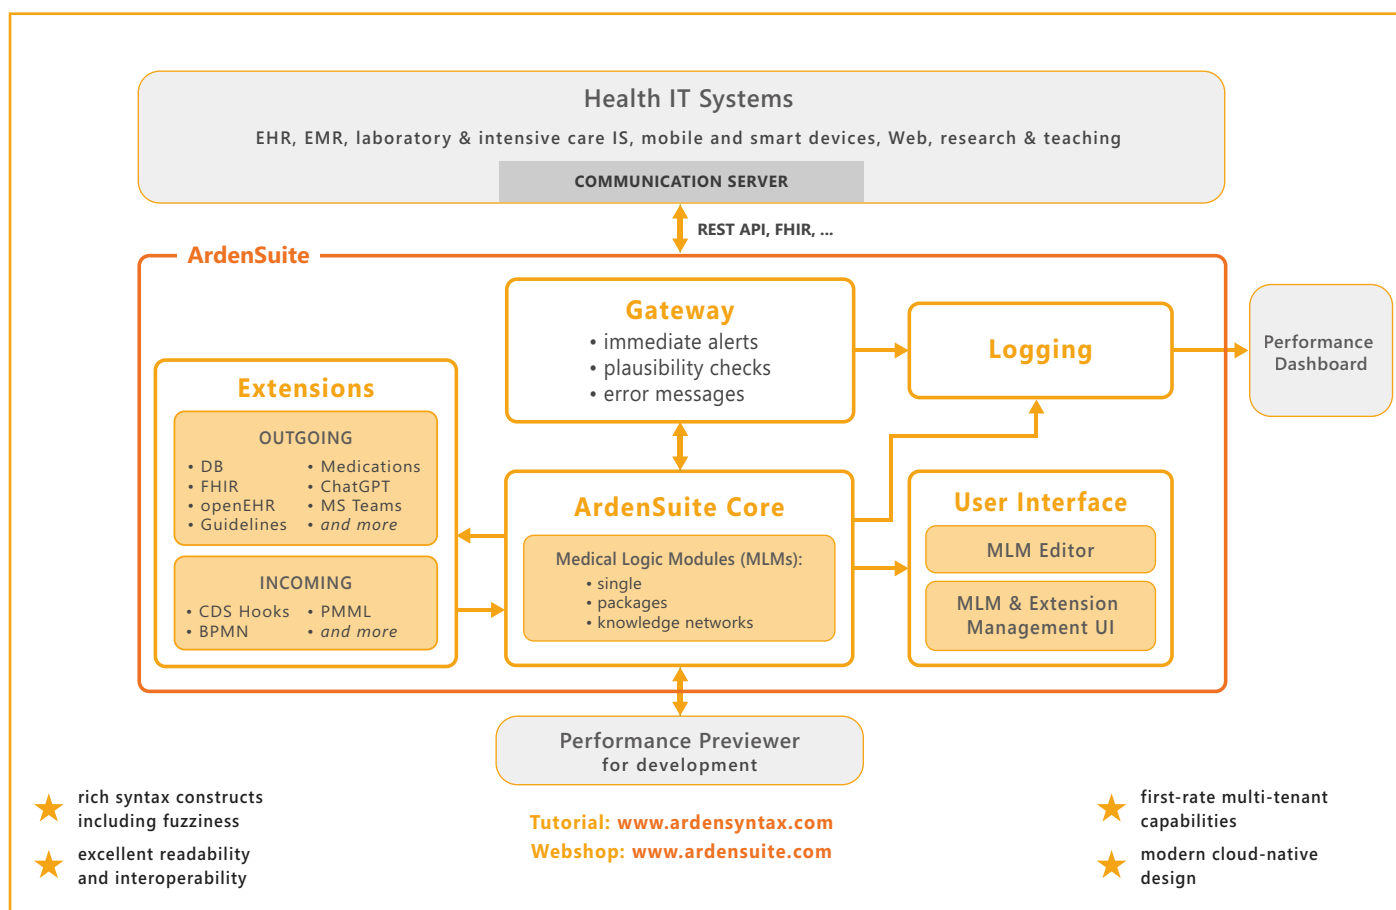 Health IT Systems
EHR, EMR, laboratory & intensive care IS, mobile and smart devices, Web, research & teaching
COMMUNICATION SERVER
REST API, FHIR, ...
ArdenSuite
Gateway
• immediate alerts
• plausibility checks
• error messages
Logging
Performance
Dashboard
Extensions
OUTGOING
• DB
• FHIR
• openEHR
• Guidelines
• Medications
• ChatGPT
• MS Teams
• and more
INCOMING
• CDS Hooks
• BPMN
• PMML
• and more
ArdenSuite Core
Medical Logic Modules (MLMs):
• single
• packages
• knowledge networks
User Interface
MLM Editor
MLM & Extension
Management UI
Performance Previewer
for development
rich syntax constructs
including fuzziness
excellent readability
and interoperability
Tutorial: www.ardensyntax.com
Webshop: www.ardensuite.com
first-rate multi-tenant
capabilities
modern cloud-native
design